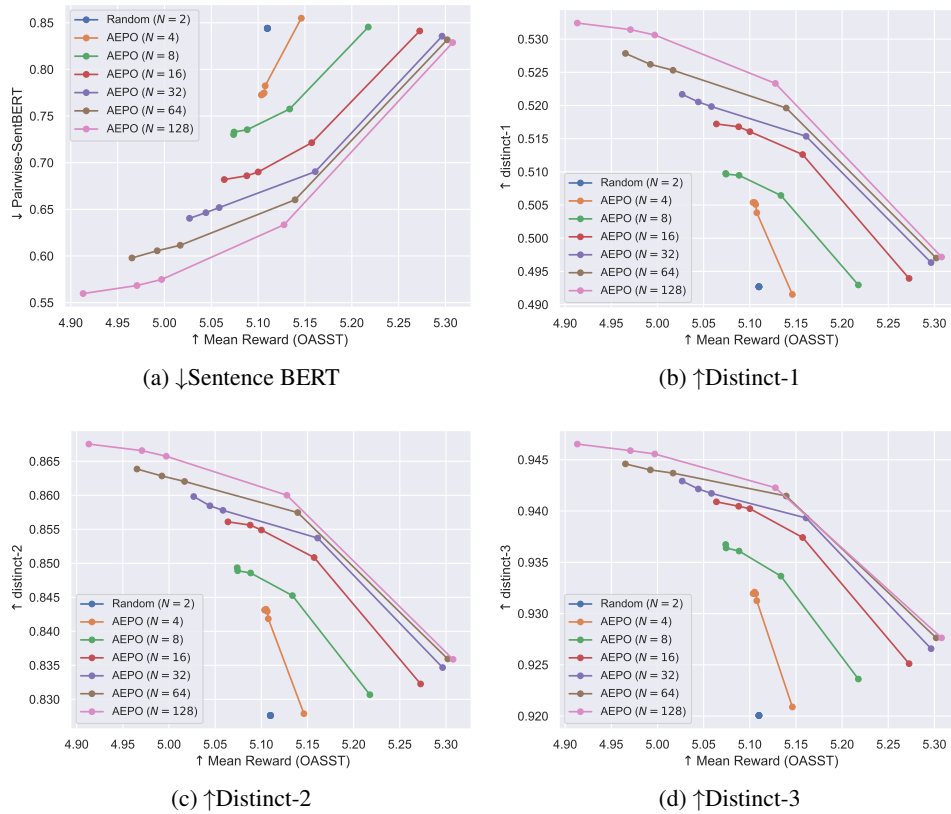 ↓ Pairwise-SentBERT
0.85
0.80
0.75
0.70
0.65
0.60
0.55
Random (N = 2)
AEPO (N = 4)
AEPO (N = 8)
AEPO (N = 16)
AEPO (N = 32)
AEPO (N = 64)
AEPO (N = 128)
4.90 4.95 5.00 5.05 5.10 5.15 5.20 5.25 5.30
↑ Mean Reward (OASST)
(a) ↓Sentence BERT
↑ distinct-1
0.530
0.525
0.520
0.515
0.510
0.505
0.500
0.495
0.490
Random (N = 2)
AEPO (N = 4)
AEPO (N = 8)
AEPO (N = 16)
AEPO (N = 32)
AEPO (N = 64)
AEPO (N = 128)
4.90 4.95 5.00 5.05 5.10 5.15 5.20 5.25 5.30
↑ Mean Reward (OASST)
(b) ↑Distinct-1
↑ distinct-2
0.865
0.860
0.855
0.850
0.845
0.840
0.835
0.830
Random (N = 2)
AEPO (N = 4)
AEPO (N = 8)
AEPO (N = 16)
AEPO (N = 32)
AEPO (N = 64)
AEPO (N = 128)
4.90 4.95 5.00 5.05 5.10 5.15 5.20 5.25 5.30
↑ Mean Reward (OASST)
(c) ↑Distinct-2
↑ distinct-3
0.945
0.940
0.935
0.930
0.925
0.920
Random (N = 2)
AEPO (N = 4)
AEPO (N = 8)
AEPO (N = 16)
AEPO (N = 32)
AEPO (N = 64)
AEPO (N = 128)
4.90 4.95 5.00 5.05 5.10 5.15 5.20 5.25 5.30
↑ Mean Reward (OASST)
(d) ↑Distinct-3